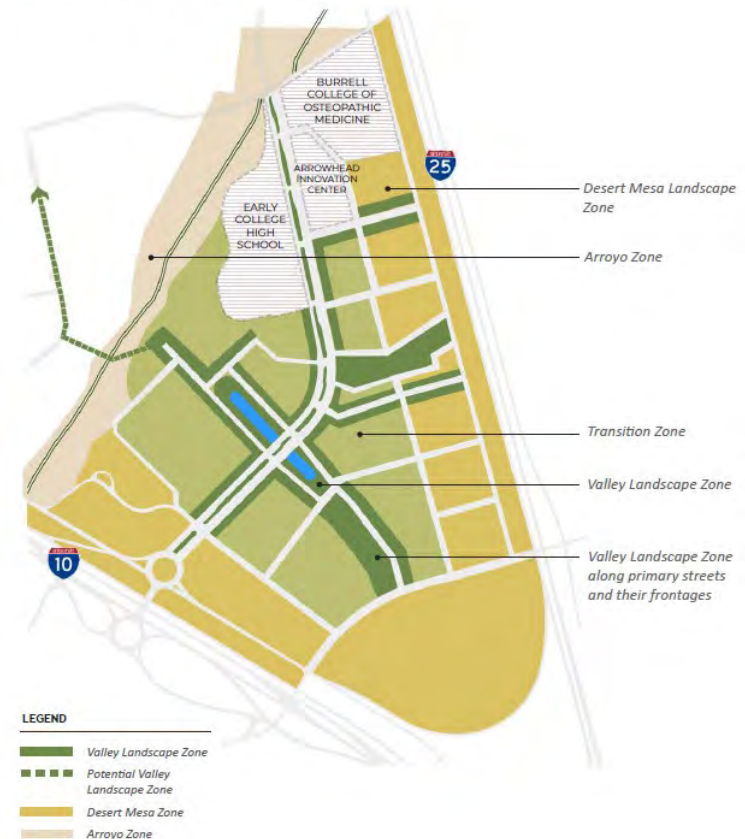 BURRELL
COLLEGE OF
OSTEOPATHIC
MEDICINE
ARROWHEAD
INNOVATION
CENTER
25
EARLY
COLLEGE
HIGH
SCHOOL
Desert Mesa Landscape
Zone
Arroyo Zone
Transition Zone
Valley Landscape Zone
Valley Landscape Zone
along primary streets
and their frontages
10
LEGEND
Valley Landscape Zone
Potential Valley
Landscape Zone
Desert Mesa Zone
Arroyo Zone